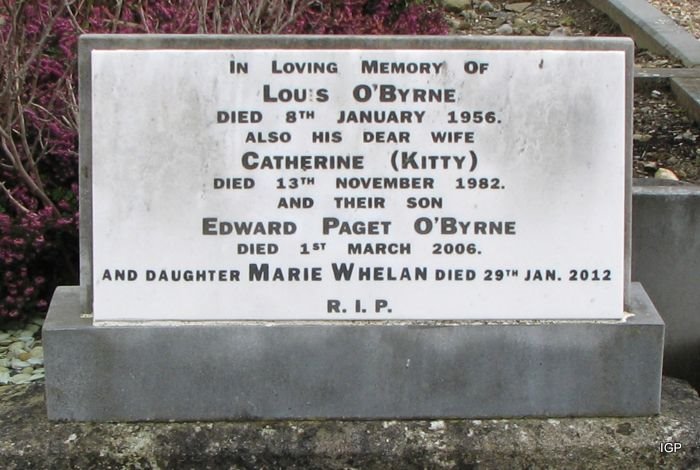 In Loving Memory Of
Louis O'Byrne
DIED 8TH JANUARY 1956.
ALSO HIS DEAR WIFE
Catherine (Kitty)
DIED 13TH NOVEMBER 1982.
AND THEIR SON
Edward Paget O'Byrne
DIED 1ST MARCH 2006.
AND DAUGHTER Marie Whelan DIED 29TH JAN. 2012
R. I. P.
IGP